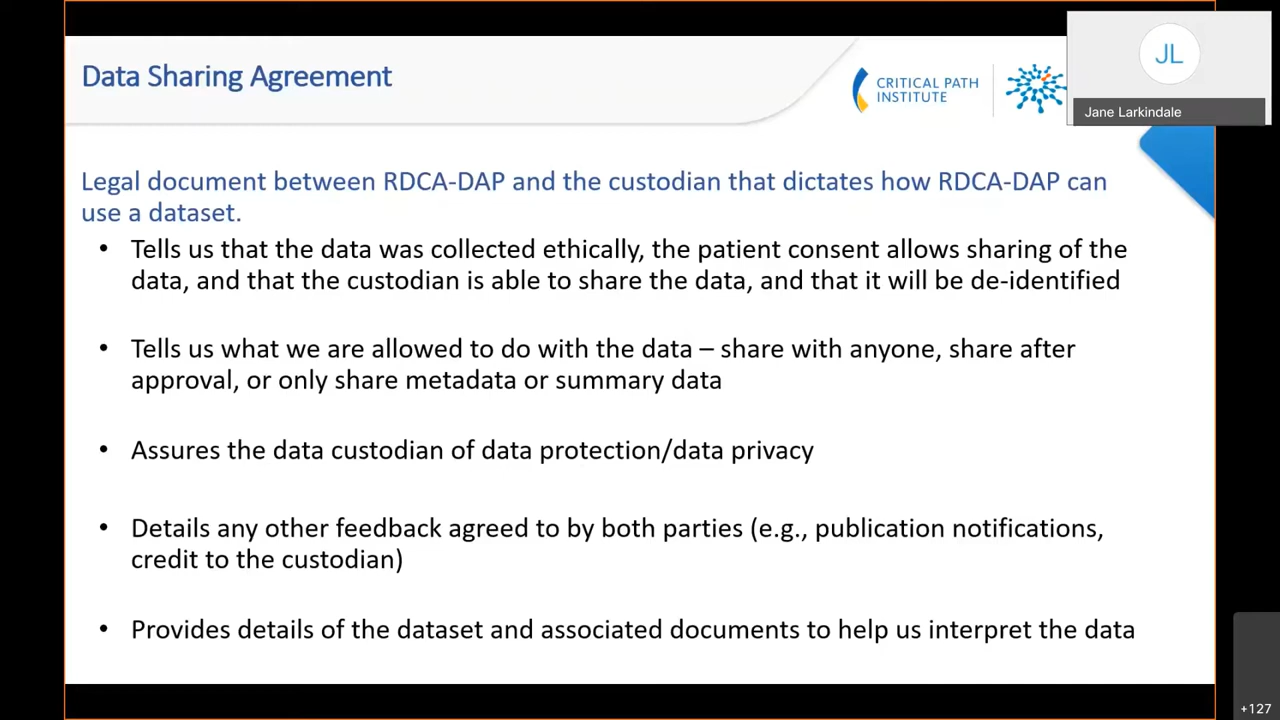 Data Sharing Agreement
CRITICAL PATH
INSTITUTE
JL
Jane Larkindale
Legal document between RDCA-DAP and the custodian that dictates how RDCA-DAP can
use a dataset.
• Tells us that the data was collected ethically, the patient consent allows sharing of the
data, and that the custodian is able to share the data, and that it will be de-identified
• Tells us what we are allowed to do with the data – share with anyone, share after
approval, or only share metadata or summary data
• Assures the data custodian of data protection/data privacy
• Details any other feedback agreed to by both parties (e.g., publication notifications,
credit to the custodian)
• Provides details of the dataset and associated documents to help us interpret the data
+127